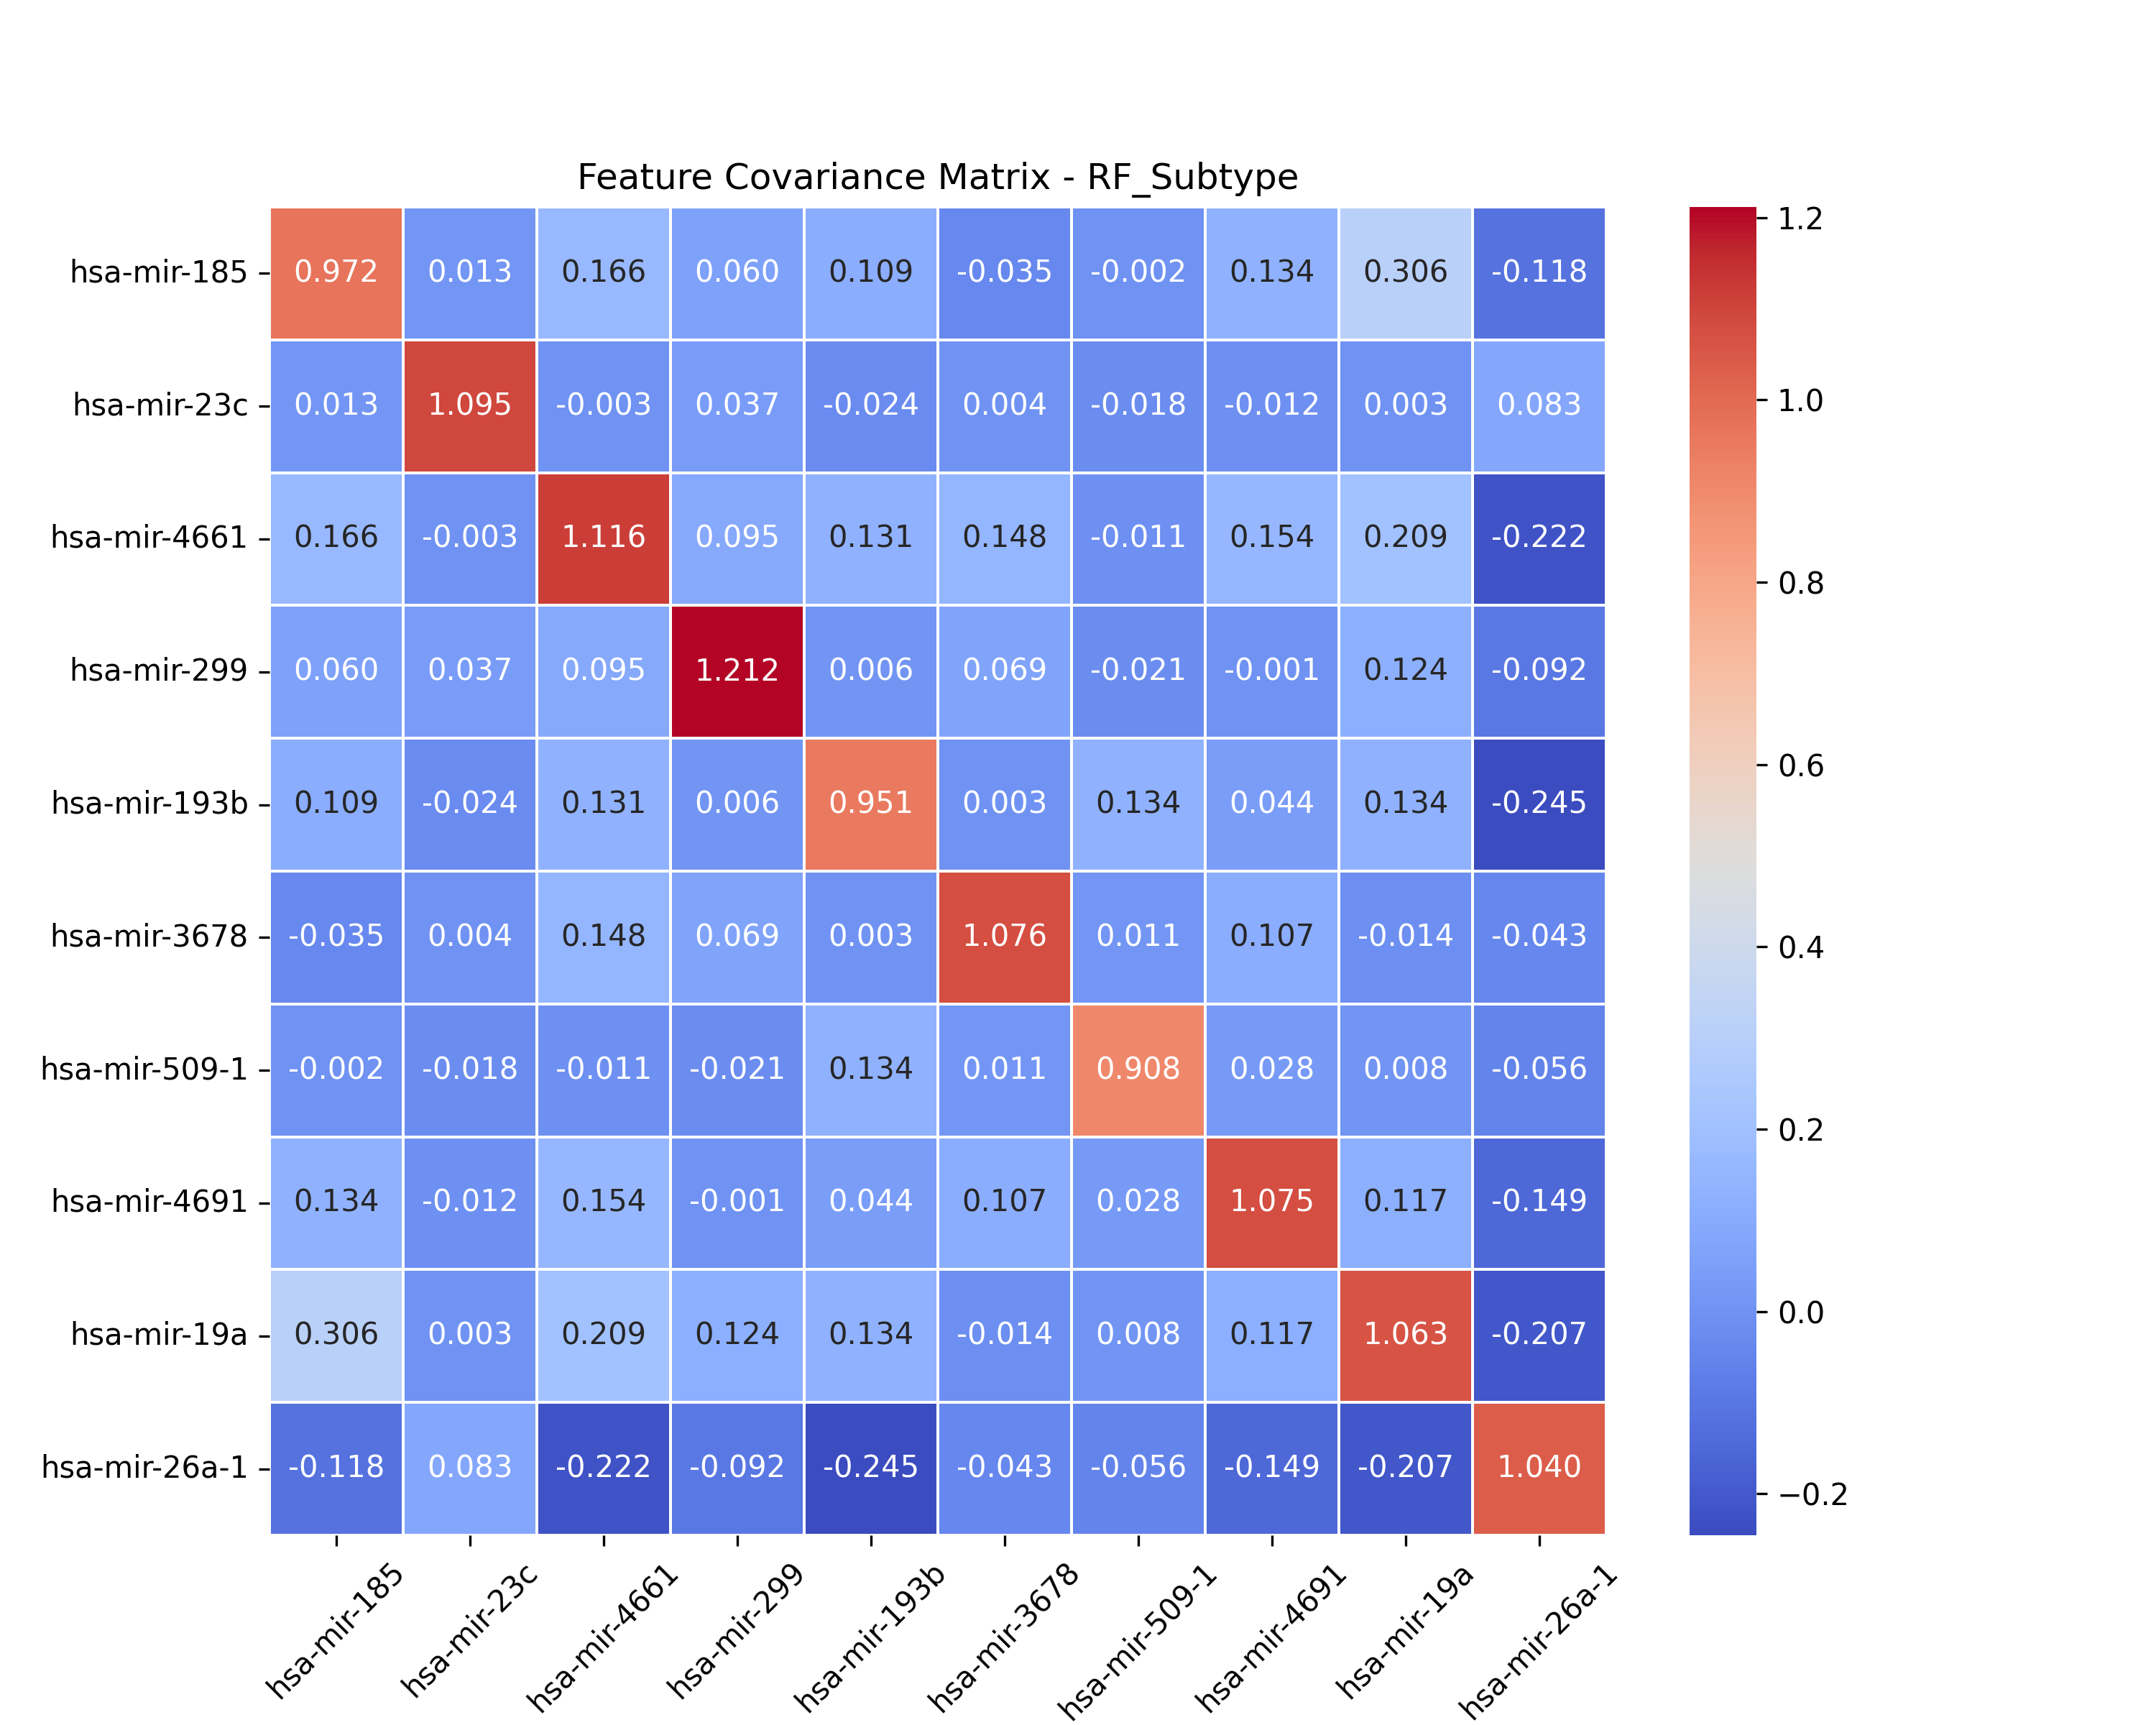 Feature Covariance Matrix - RF_Subtype
hsa-mir-185 0.972 0.013 0.166 0.060 0.109 -0.035 -0.002 0.134 0.306 -0.118
hsa-mir-23c 0.013 1.095 -0.003 0.037 -0.024 0.004 -0.018 -0.012 0.003 0.083
hsa-mir-4661 0.166 -0.003 1.116 0.095 0.131 0.148 -0.011 0.154 0.209 -0.222
hsa-mir-299 0.060 0.037 0.095 1.212 0.006 0.069 -0.021 -0.001 0.124 -0.092
hsa-mir-193b 0.109 -0.024 0.131 0.006 0.951 0.003 0.134 0.044 0.134 -0.245
hsa-mir-3678 -0.035 0.004 0.148 0.069 0.003 1.076 0.011 0.107 -0.014 -0.043
hsa-mir-509-1 -0.002 -0.018 -0.011 -0.021 0.134 0.011 0.908 0.028 0.008 -0.056
hsa-mir-4691 0.134 -0.012 0.154 -0.001 0.044 0.107 0.028 1.075 0.117 -0.149
hsa-mir-19a 0.306 0.003 0.209 0.124 0.134 -0.014 0.008 0.117 1.063 -0.207
hsa-mir-26a-1 -0.118 0.083 -0.222 -0.092 -0.245 -0.043 -0.056 -0.149 -0.207 1.040
hsa-mir-185 hsa-mir-23c hsa-mir-4661 hsa-mir-299 hsa-mir-193b hsa-mir-3678 hsa-mir-509-1 hsa-mir-4691 hsa-mir-19a hsa-mir-26a-1
1.2
1.0
0.8
0.6
0.4
0.2
0.0
−0.2